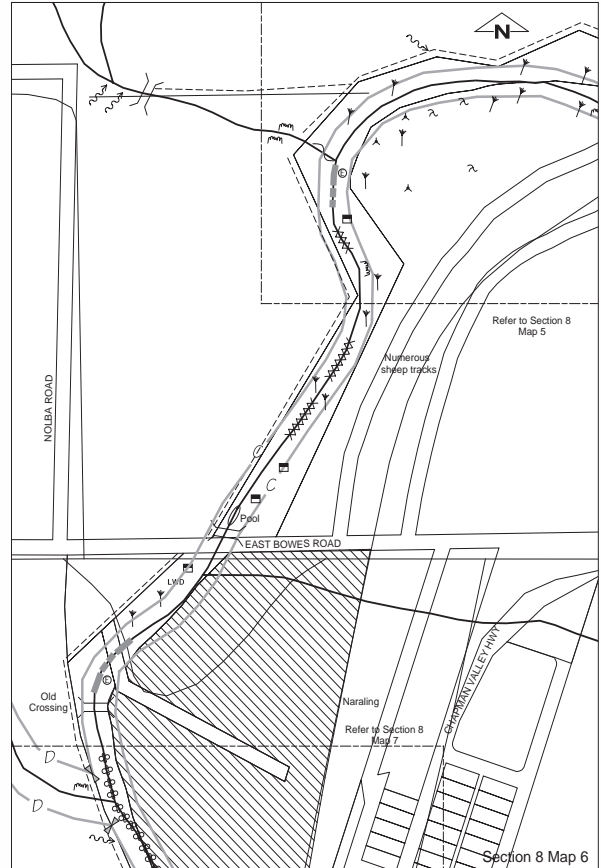 N
Refer to Section 8
Map 5
Numerous
sheep tracks
NOLBA ROAD
C
C
Pool
EAST BOWES ROAD
LWD
E
E
Old
Crossing
Naraling
CHAPMAN VALLEY HWY
Refer to Section 8
Map 7
D
D
Section 8 Map 6